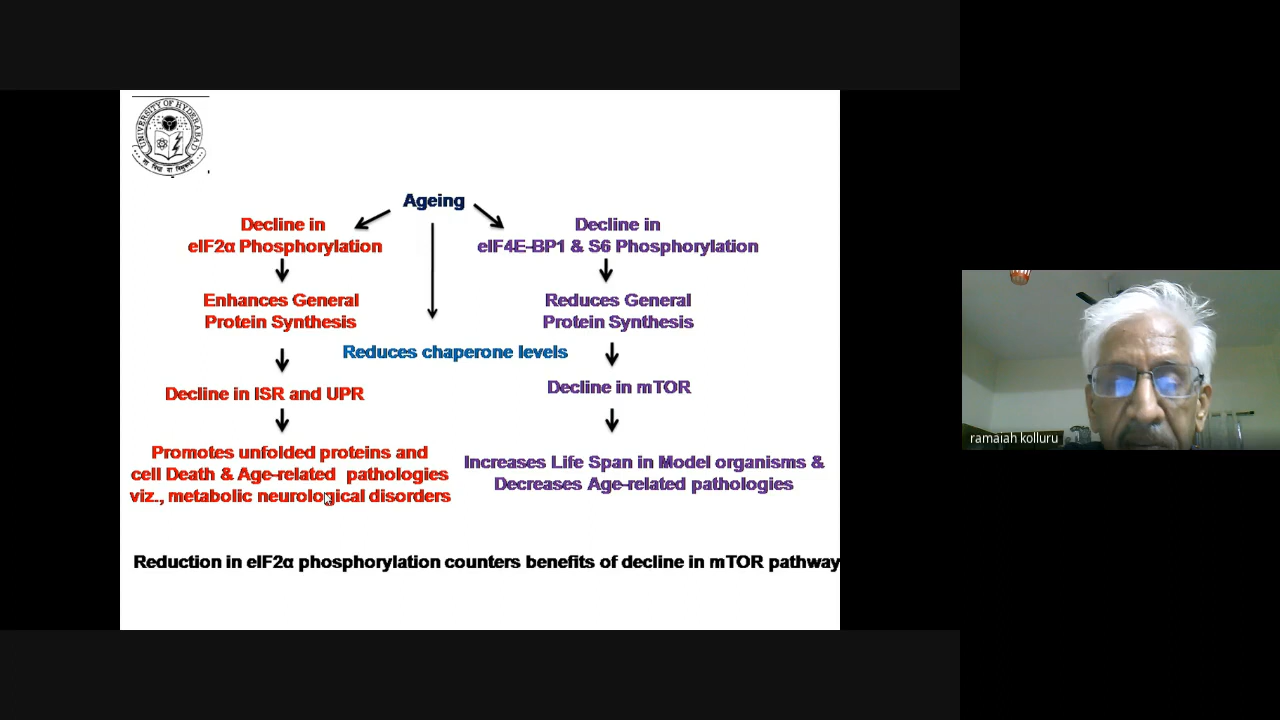 UNIVERSITY OF HYDERABAD
Ageing
Decline in
eIF2α Phosphorylation
Decline in
eIF4E-BP1 & S6 Phosphorylation
Enhances General
Protein Synthesis
Reduces General
Protein Synthesis
Reduces chaperone levels
Decline in ISR and UPR
Decline in mTOR
Promotes unfolded proteins and
cell Death & Age-related pathologies
viz., metabolic neurological disorders
Increases Life Span in Model organisms &
Decreases Age-related pathologies
Reduction in eIF2α phosphorylation counters benefits of decline in mTOR pathway
ramaiah kolluru